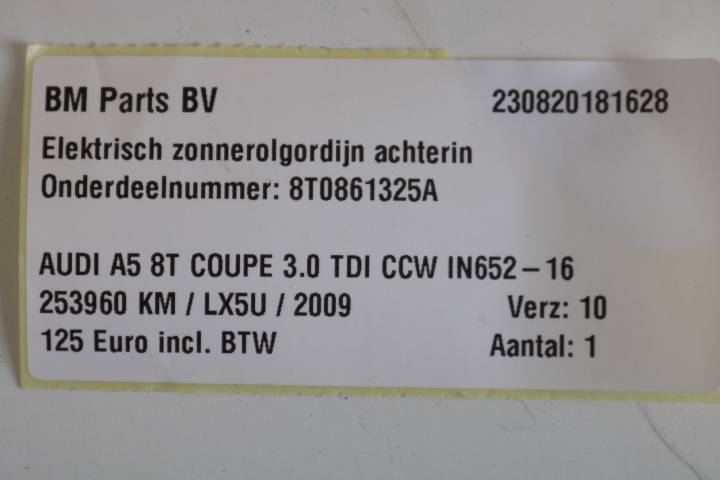 BM Parts BV 230820181628
Elektrisch zonnerolgordijn achterin
Onderdeelnummer: 8T0861325A
AUDI A5 8T COUPE 3.0 TDI CCW IN652-16
253960 KM / LX5U / 2009 Verz: 10
125 Euro incl. BTW Aantal: 1